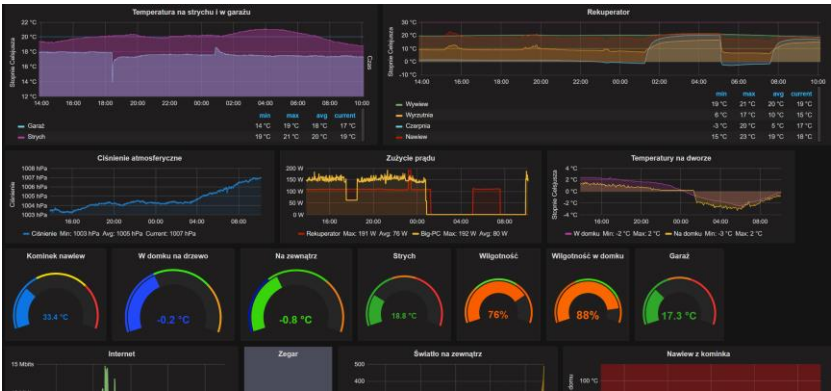 Temperatura na strychu i w garażu
22 °C
20 °C
18 °C
16 °C
14 °C
12 °C
Stopnie Celsjusza
Czas
14:00 16:00 18:00 20:00 22:00 00:00 02:00 04:00 06:00 08:00 10:00
min max avg current
Garaż 14 °C 19 °C 18 °C 17 °C
Strych 19 °C 21 °C 20 °C 19 °C
Rekuperator
30 °C
20 °C
10 °C
0 °C
-10 °C
Stopnie Celsjusza
14:00 16:00 18:00 20:00 22:00 00:00 02:00 04:00 06:00 08:00 10:00
min max avg current
Wywiew 19 °C 21 °C 20 °C 19 °C
Wyrzutnia 6 °C 17 °C 10 °C 15 °C
Czerpnia -3 °C 20 °C 5 °C 17 °C
Nawiew 15 °C 23 °C 19 °C 18 °C
Ciśnienie atmosferyczne
1008 hPa
1007 hPa
1006 hPa
1005 hPa
1004 hPa
1003 hPa
Ciśnienie
16:00 20:00 00:00 04:00 08:00
Ciśnienie Min: 1003 hPa Avg: 1005 hPa Current: 1007 hPa
Zużycie prądu
200 W
150 W
100 W
50 W
0 W
16:00 20:00 00:00 04:00 08:00
Rekuperator Max: 191 W Avg: 76 W Big-PC Max: 192 W Avg: 80 W
Temperatury na dworze
4 °C
2 °C
0 °C
-2 °C
-4 °C
Stopnie Celsjusza
16:00 20:00 00:00 04:00 08:00
W domku Min: -2 °C Max: 2 °C Na domku Min: -3 °C Max: 2 °C
Kominek nawiew
33.4 °C
W domku na drzewo
-0.2 °C
Na zewnątrz
-0.8 °C
Strych
18.8 °C
Wilgotność
76%
Wilgotność w domku
88%
Garaż
17.3 °C
Internet
15 Mbits
Zegar
Światło na zewnątrz
500
400
Nawiew z kominka
160 °C